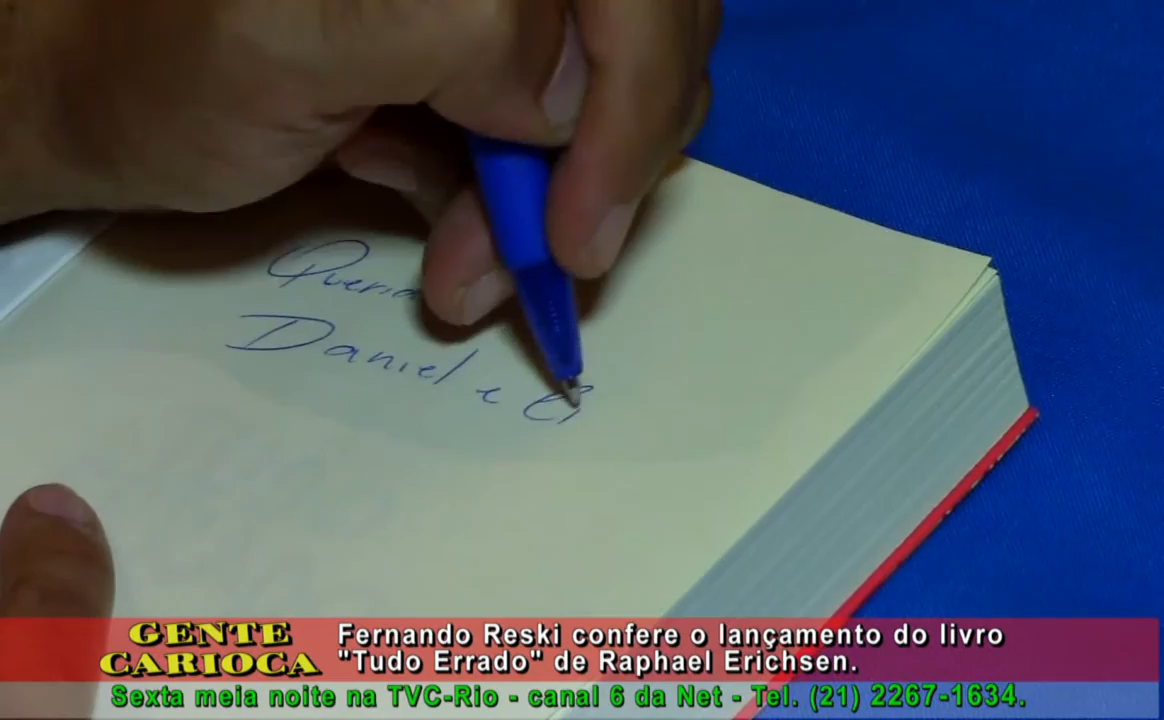 Daniel e
GENTE CARIOCA
Fernando Reski confere o lançamento do livro
"Tudo Errado" de Raphael Erichsen.
Sexta meia noite na TVC-Rio - canal 6 da Net - Tel. (21) 2267-1634.